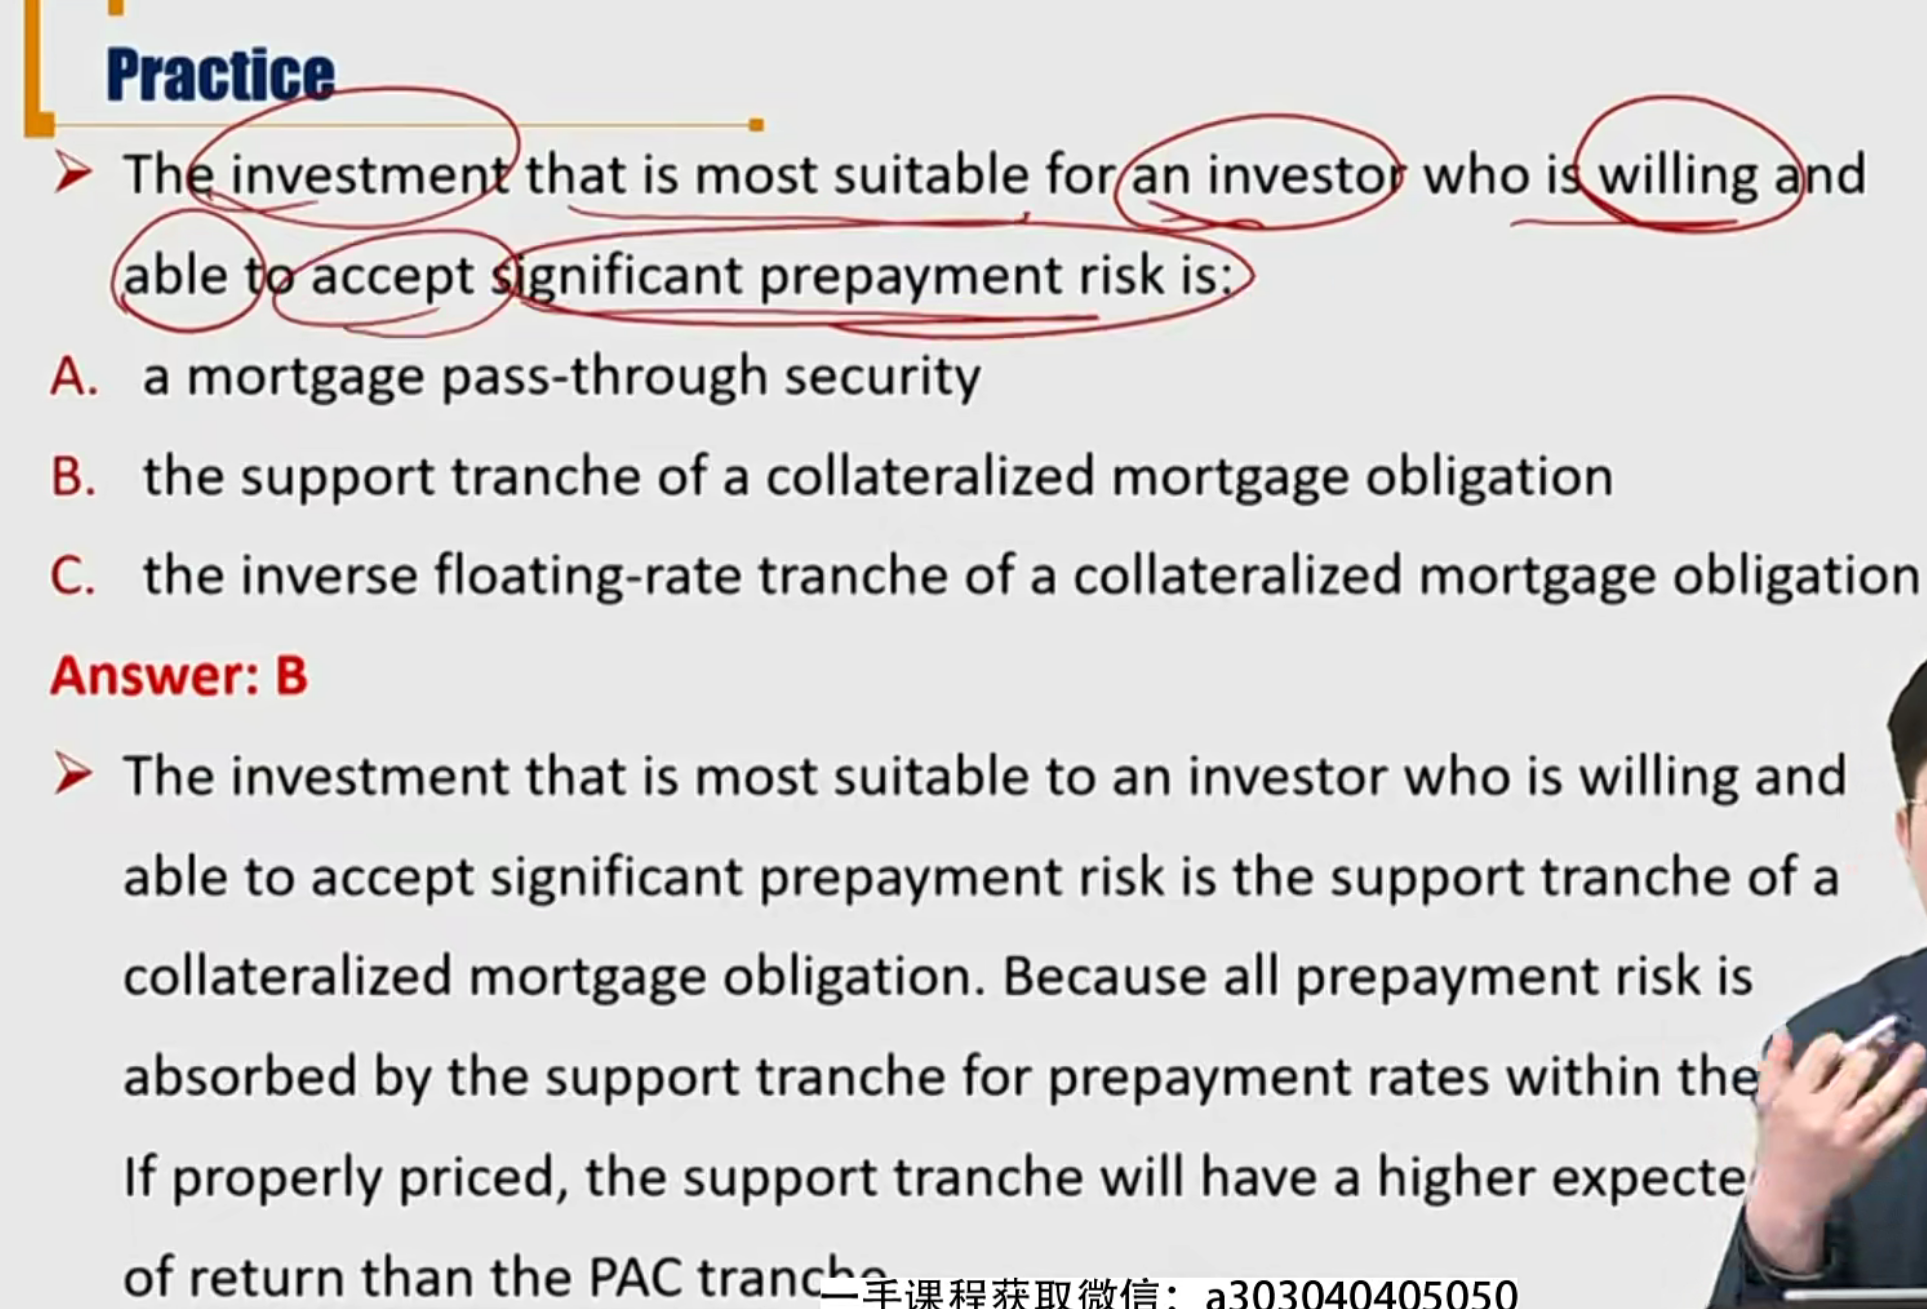 Practice
The investment that is most suitable for an investor who is willing and
able to accept significant prepayment risk is:
A. a mortgage pass-through security
B. the support tranche of a collateralized mortgage obligation
C. the inverse floating-rate tranche of a collateralized mortgage obligation
Answer: B
The investment that is most suitable to an investor who is willing and
able to accept significant prepayment risk is the support tranche of a
collateralized mortgage obligation. Because all prepayment risk is
absorbed by the support tranche for prepayment rates within the
If properly priced, the support tranche will have a higher expecte
of return than the PAC tranche
一手课程获取微信：a303040405050